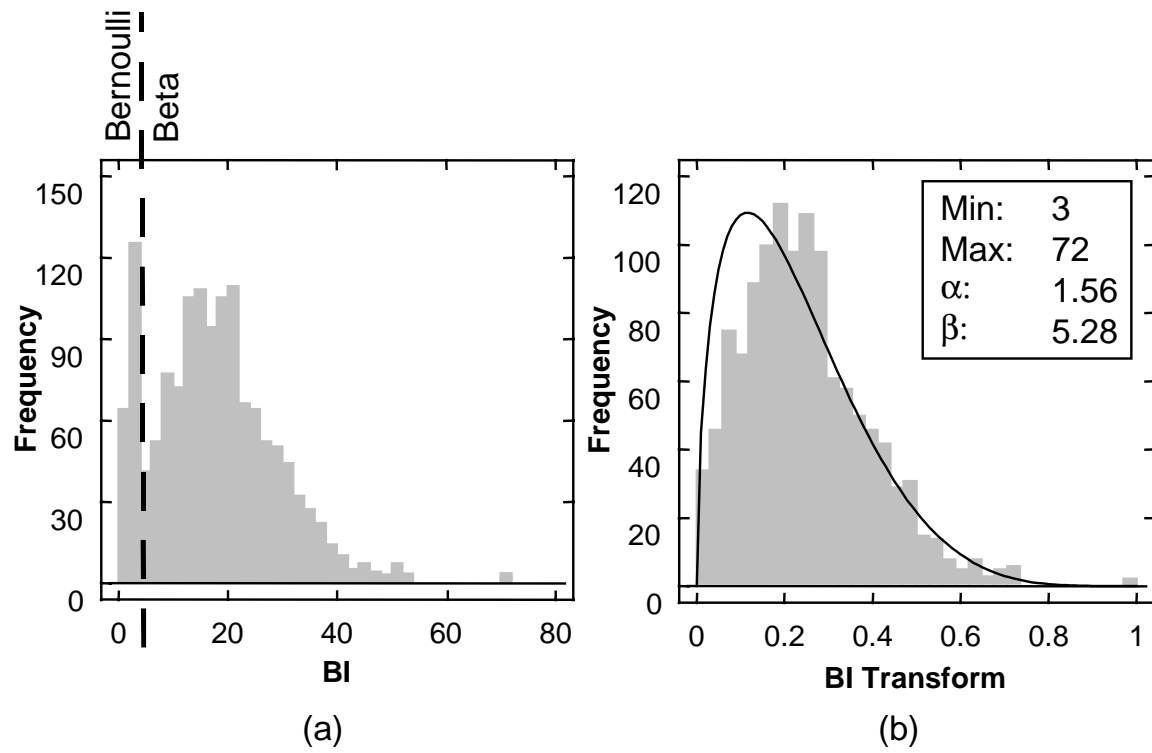 Bernoulli
Beta
150
120
90
60
30
0
Frequency
0 20 40 60 80
BI
(a)
120
100
80
60
40
20
0
Frequency
Min: 3
Max: 72
α: 1.56
β: 5.28
0 0.2 0.4 0.6 0.8 1
BI Transform
(b)